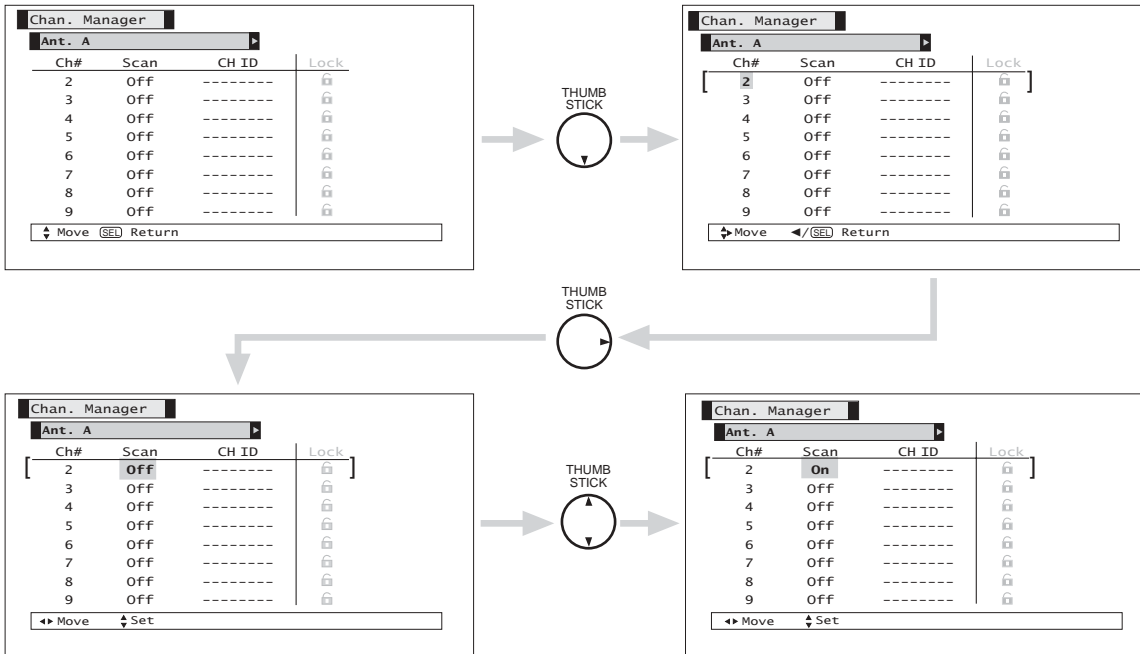 Chan. Manager
Ant. A
Ch# Scan CH ID Lock
2 Off --------
3 Off --------
4 Off --------
5 Off --------
6 Off --------
7 Off --------
8 Off --------
9 Off --------
Move SEL Return
THUMB
STICK
Chan. Manager
Ant. A
Ch# Scan CH ID Lock
[ 2 Off -------- ]
3 Off --------
4 Off --------
5 Off --------
6 Off --------
7 Off --------
8 Off --------
9 Off --------
Move ◄/SEL Return
THUMB
STICK
Chan. Manager
Ant. A
Ch# Scan CH ID Lock
[ 2 Off -------- ]
3 Off --------
4 Off --------
5 Off --------
6 Off --------
7 Off --------
8 Off --------
9 Off --------
Move Set
THUMB
STICK
Chan. Manager
Ant. A
Ch# Scan CH ID Lock
[ 2 On -------- ]
3 Off --------
4 Off --------
5 Off --------
6 Off --------
7 Off --------
8 Off --------
9 Off --------
Move Set